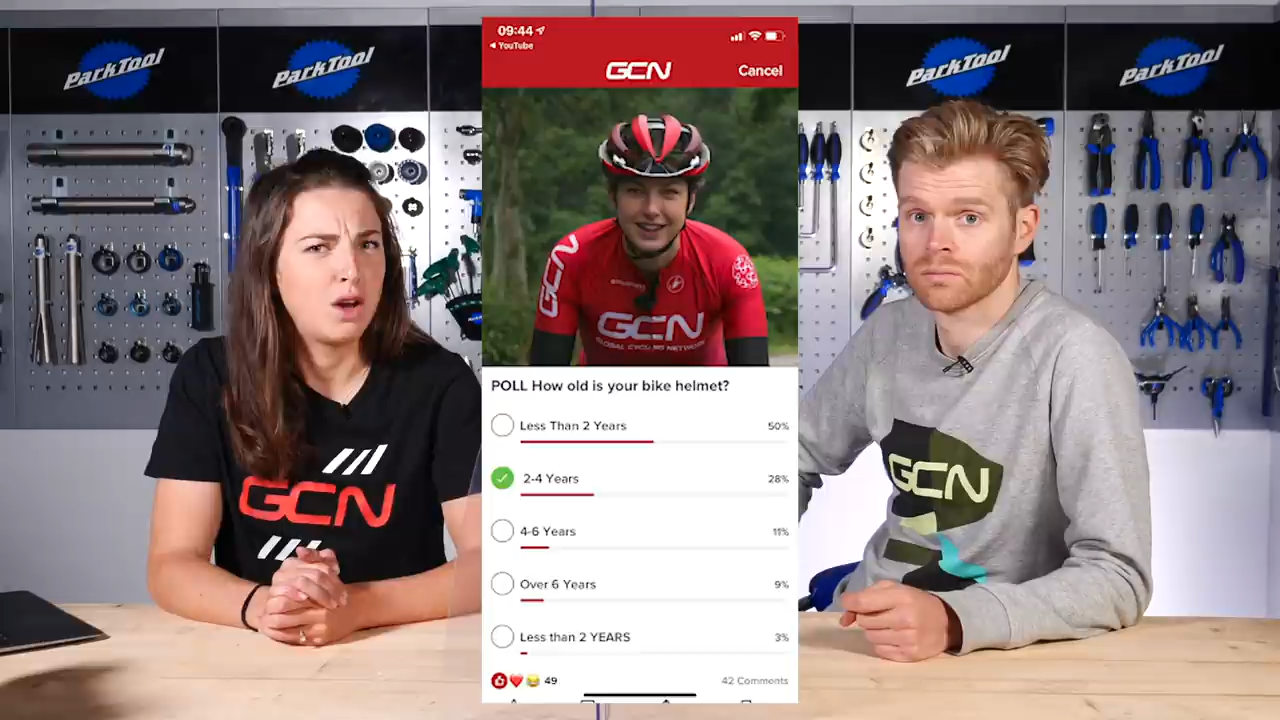 ParkTool
ParkTool
ParkTool
ParkTool
09:44
YouTube
GCN
Cancel
GCN
GCN
GLOBAL CYCLING NETWORK
POLL How old is your bike helmet?
Less Than 2 Years 50%
2-4 Years 28%
4-6 Years 11%
Over 6 Years 9%
Less than 2 YEARS 3%
49
42 Comments
GCN
GCN